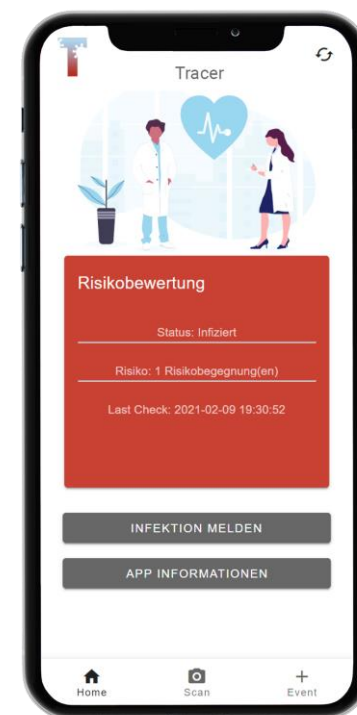 T
Tracer
Risikobewertung
Status: Infiziert
Risiko: 1 Risikobegegnung(en)
Last Check: 2021-02-09 19:30:52
INFEKTION MELDEN
APP INFORMATIONEN
Home Scan Event